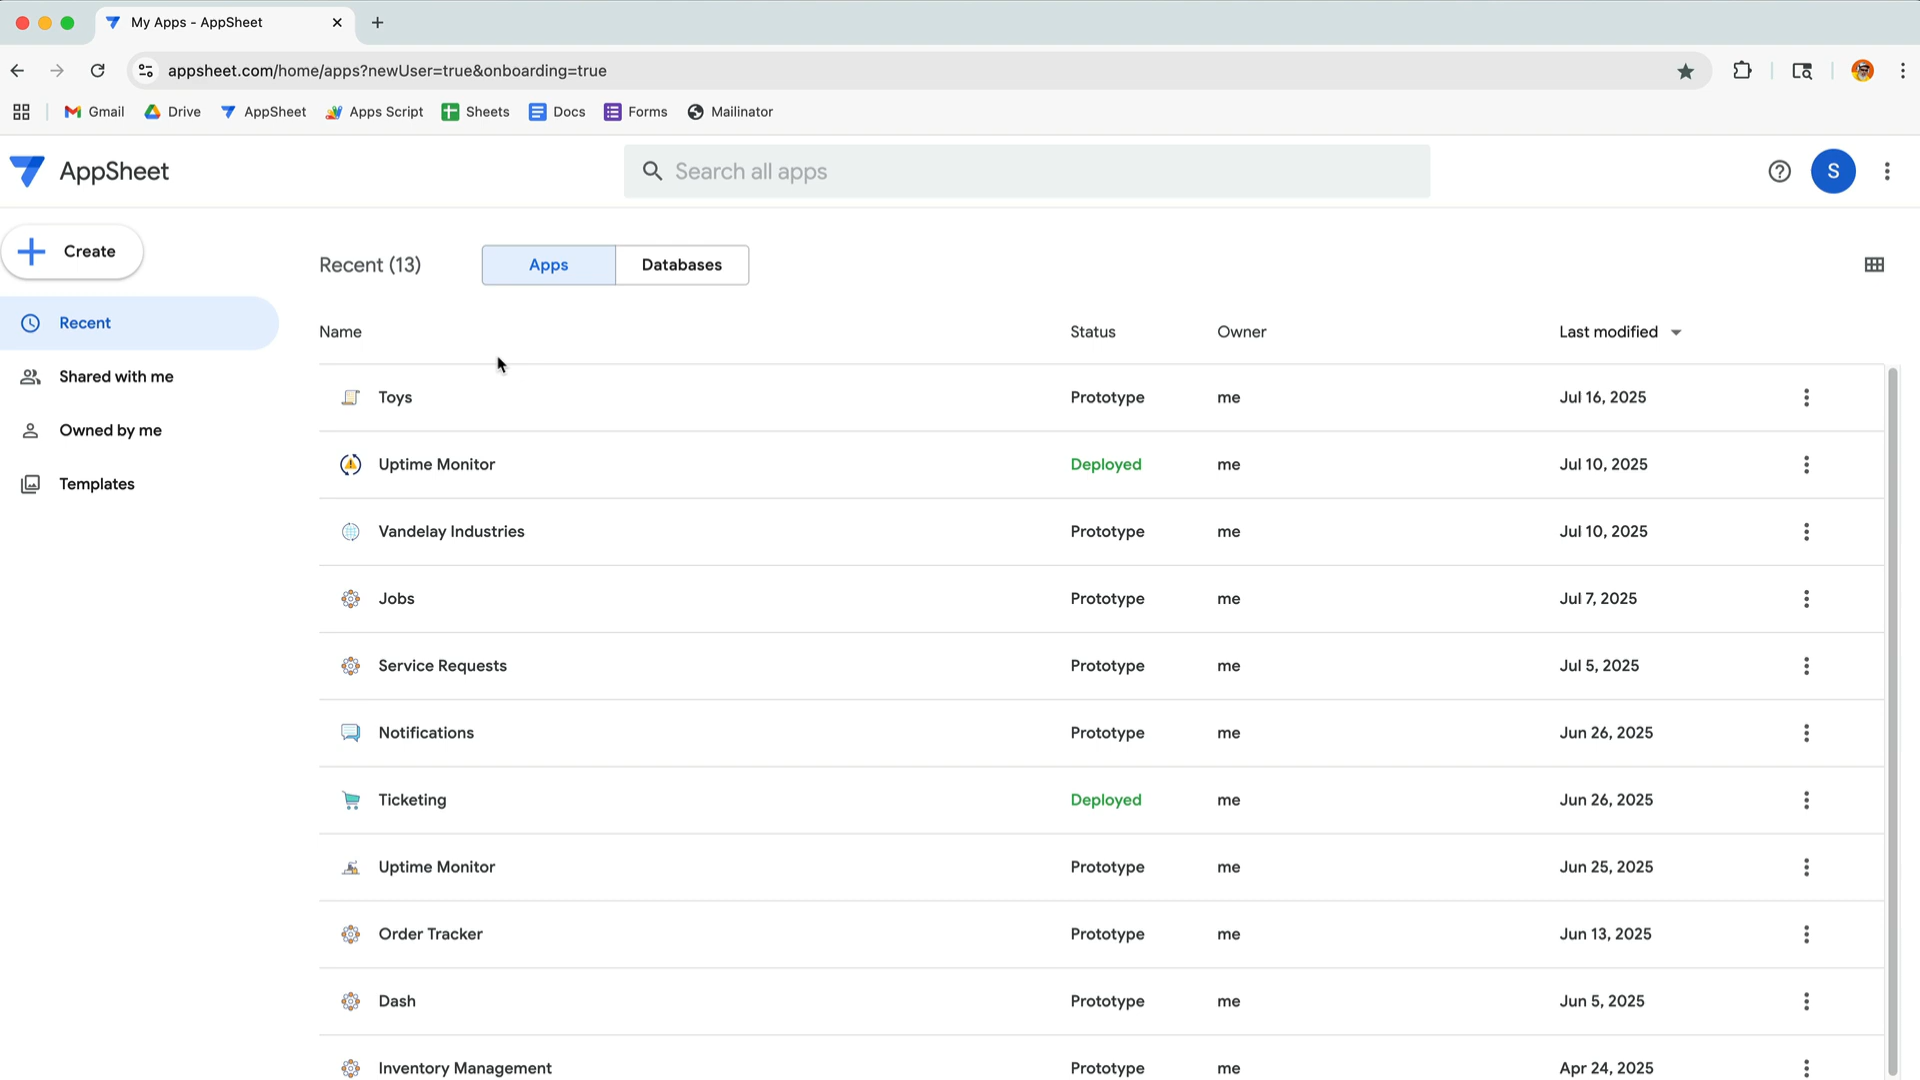 My Apps - AppSheet
appsheet.com/home/apps?newUser=true&onboarding=true
Gmail Drive AppSheet Apps Script Sheets Docs Forms Mailinator
AppSheet
Search all apps
S
Create
Recent (13)
Apps
Databases
Recent
Shared with me
Owned by me
Templates
Name Status Owner Last modified
Toys Prototype me Jul 16, 2025
Uptime Monitor Deployed me Jul 10, 2025
Vandelay Industries Prototype me Jul 10, 2025
Jobs Prototype me Jul 7, 2025
Service Requests Prototype me Jul 5, 2025
Notifications Prototype me Jun 26, 2025
Ticketing Deployed me Jun 26, 2025
Uptime Monitor Prototype me Jun 25, 2025
Order Tracker Prototype me Jun 13, 2025
Dash Prototype me Jun 5, 2025
Inventory Management Prototype me Apr 24, 2025